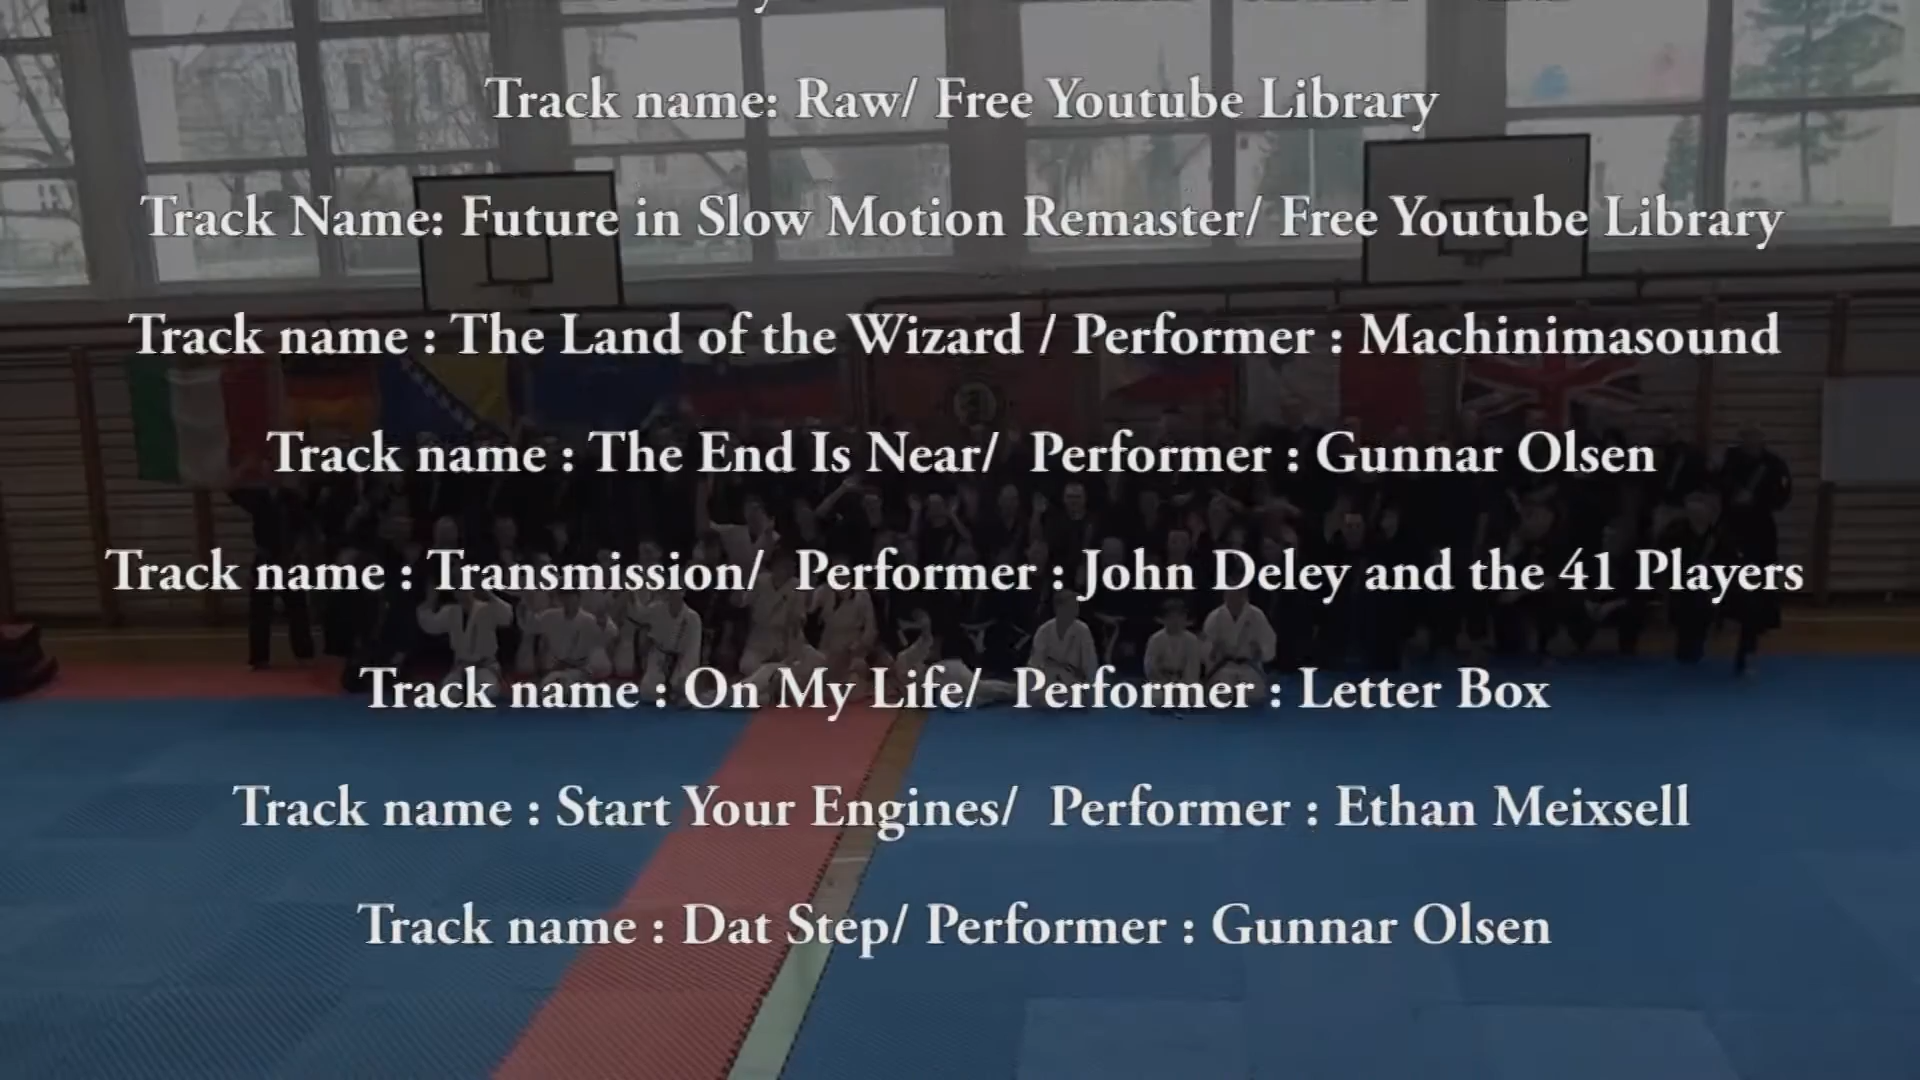 Track name: Raw/ Free Youtube Library
Track Name: Future in Slow Motion Remaster/ Free Youtube Library
Track name : The Land of the Wizard / Performer : Machinimasound
Track name : The End Is Near/ Performer : Gunnar Olsen
Track name : Transmission/ Performer : John Deley and the 41 Players
Track name : On My Life/ Performer : Letter Box
Track name : Start Your Engines/ Performer : Ethan Meixsell
Track name : Dat Step/ Performer : Gunnar Olsen